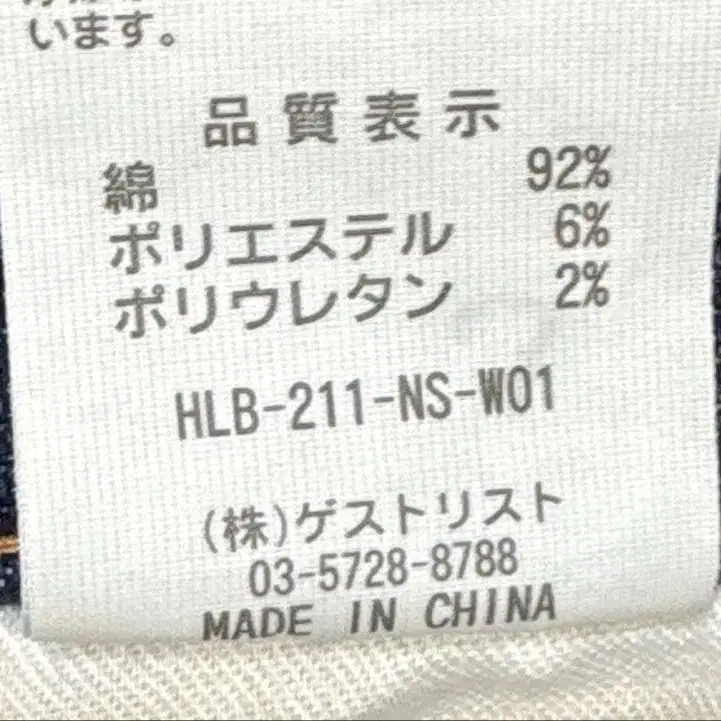 います。
品質表示
綿 92%
ポリエステル 6%
ポリウレタン 2%
HLB-211-NS-W01
(株)ゲストリスト
03-5728-8788
MADE IN CHINA